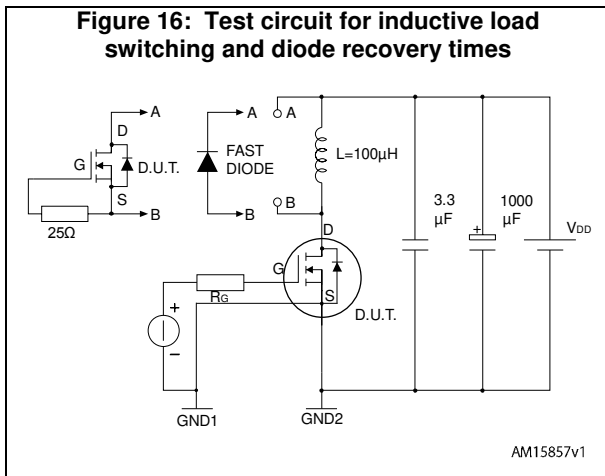 Figure 16: Test circuit for inductive load
switching and diode recovery times
A
D
G
D.U.T.
S
B
25Ω
A
FAST
DIODE
B
A
L=100µH
B
D
G
RG
S
D.U.T.
+
−
3.3
µF
+
1000
µF
VDD
GND1
GND2
AM15857v1